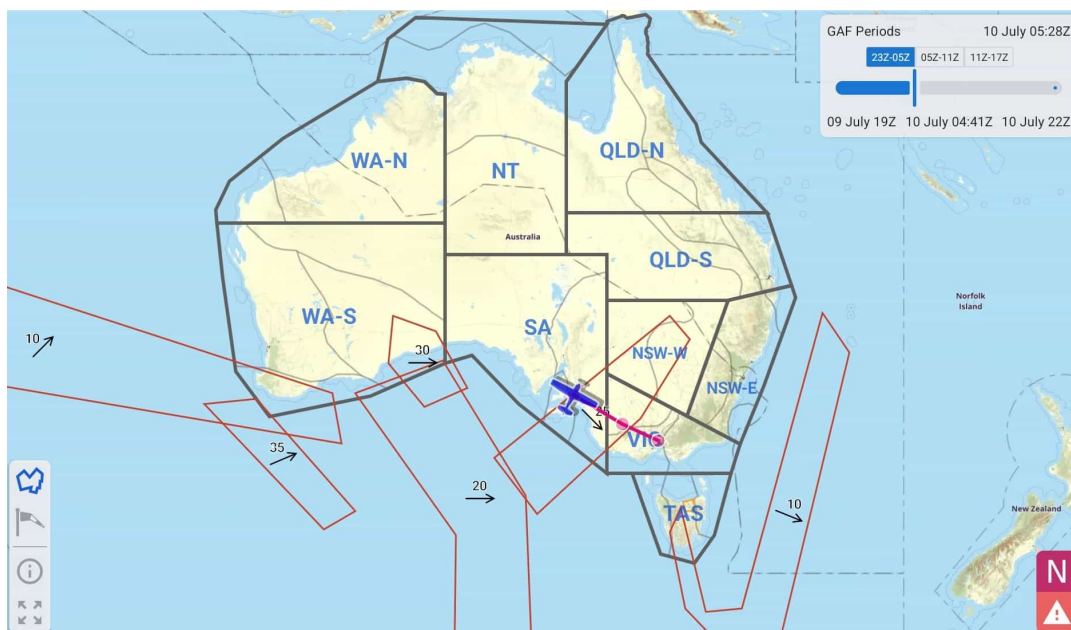 GAF Periods 10 July 05:28Z
23Z-05Z 05Z-11Z 11Z-17Z
09 July 19Z 10 July 04:41Z 10 July 22Z
WA-N
NT
QLD-N
Australia
QLD-S
WA-S
SA
NSW-W
NSW-E
VIC
TAS
Norfolk
Island
New Zealand
10
30
35
20
25
10
N